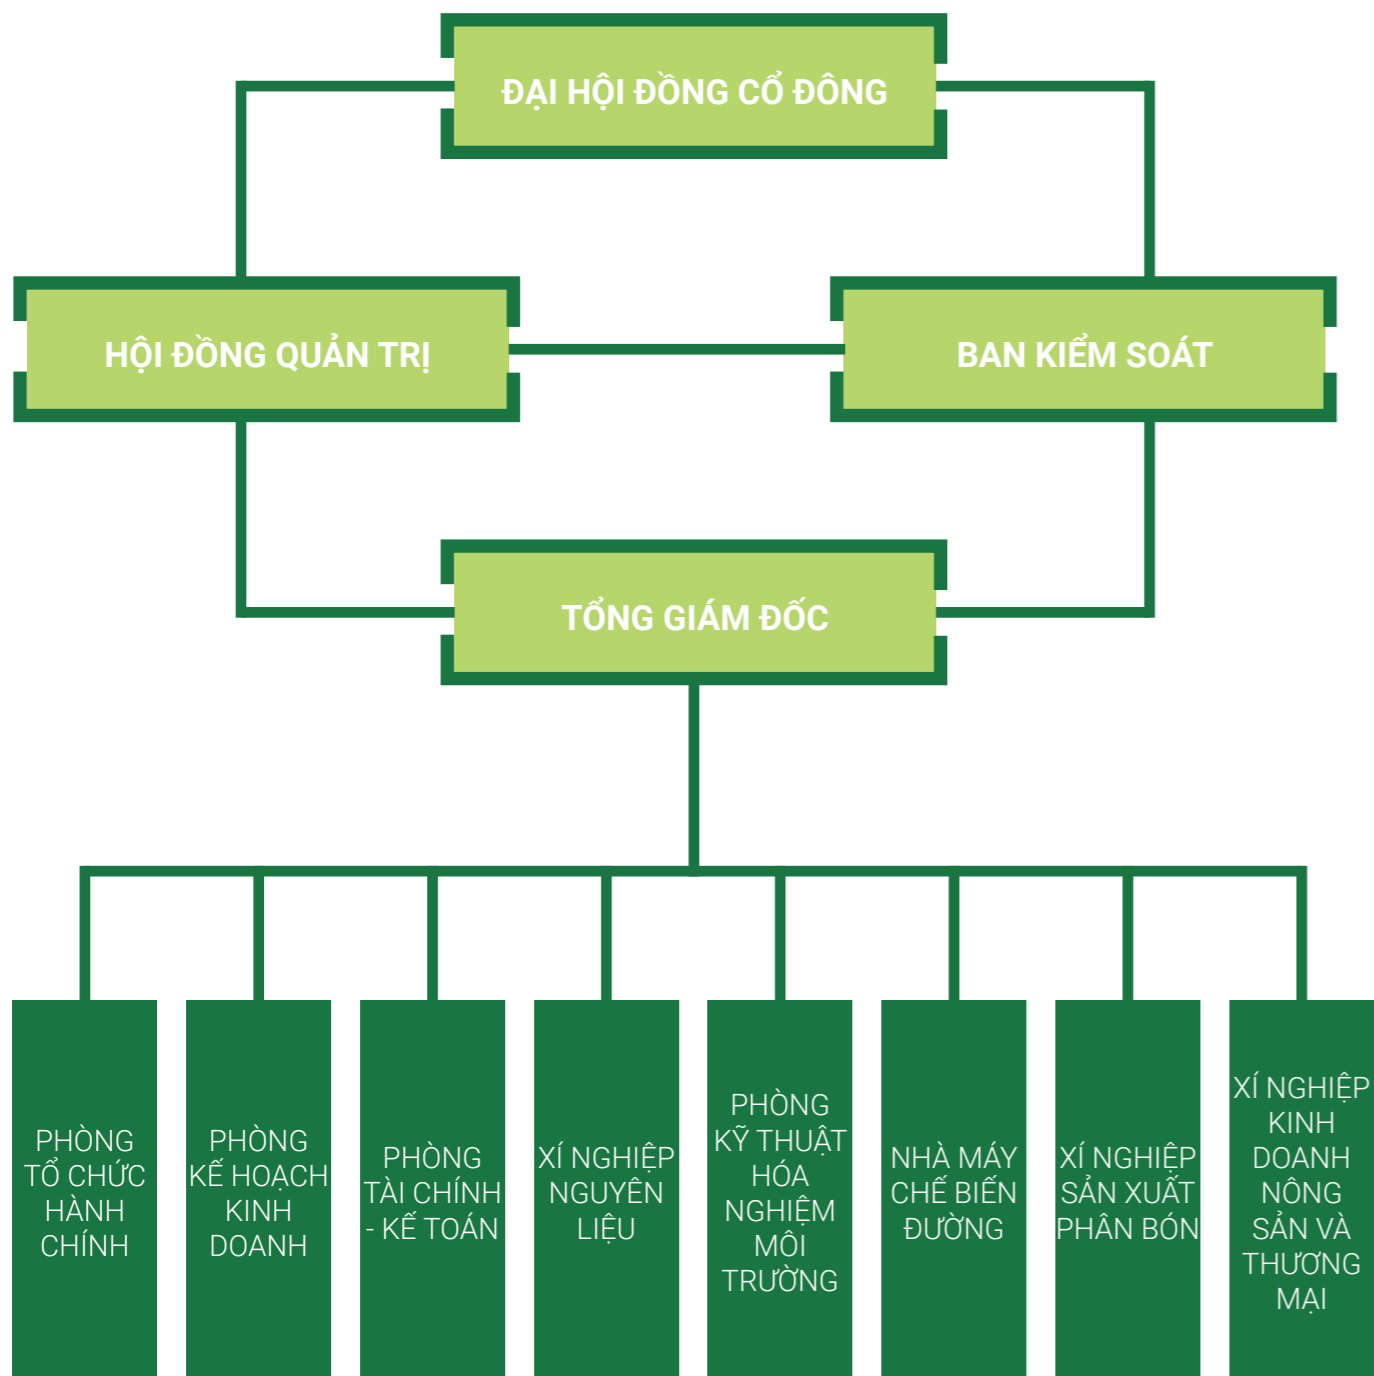 ĐẠI HỘI ĐỒNG CỔ ĐÔNG
HỘI ĐỒNG QUẢN TRỊ
BAN KIỂM SOÁT
TỔNG GIÁM ĐỐC
PHÒNG
TỔ CHỨC
HÀNH
CHÍNH
PHÒNG
KẾ HOẠCH
KINH
DOANH
PHÒNG
TÀI CHÍNH
- KẾ TOÁN
XÍ NGHIỆP
NGUYÊN
LIỆU
PHÒNG
KỸ THUẬT
HÓA
NGHIỆM
MÔI
TRƯỜNG
NHÀ MÁY
CHẾ BIẾN
ĐƯỜNG
XÍ NGHIỆP
SẢN XUẤT
PHÂN BÓN
XÍ NGHIỆP
KINH
DOANH
NÔNG
SẢN VÀ
THƯƠNG
MẠI